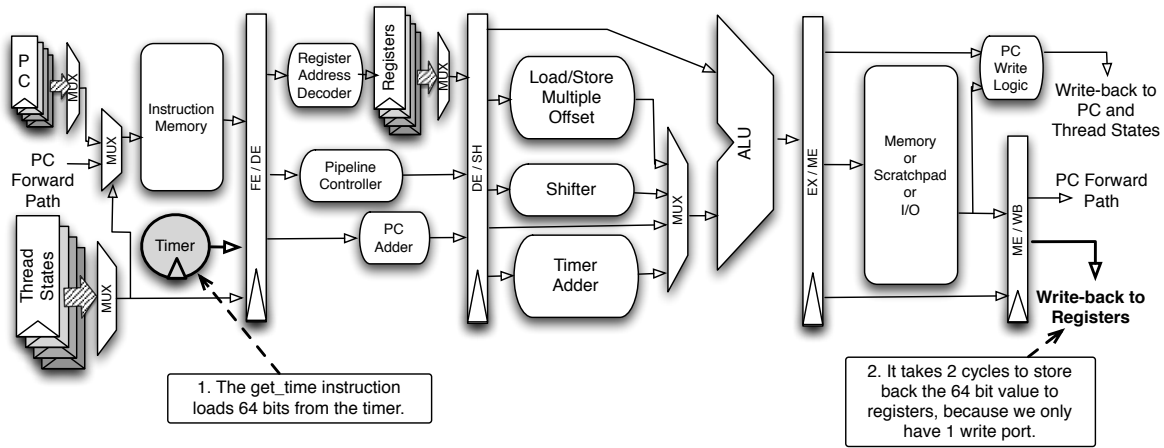 P
C
MUX
PC
Forward
Path
MUX
Thread
States
MUX
Instruction
Memory
Timer
FE / DE
Register
Address
Decoder
Registers
MUX
Pipeline
Controller
PC
Adder
DE / SH
Load/Store
Multiple
Offset
Shifter
Timer
Adder
MUX
ALU
EX / ME
Memory
or
Scratchpad
or
I/O
PC
Write
Logic
Write-back to
PC and
Thread States
ME / WB
PC Forward
Path
Write-back to
Registers
1. The get_time instruction
loads 64 bits from the timer.
2. It takes 2 cycles to store
back the 64 bit value to
registers, because we only
have 1 write port.